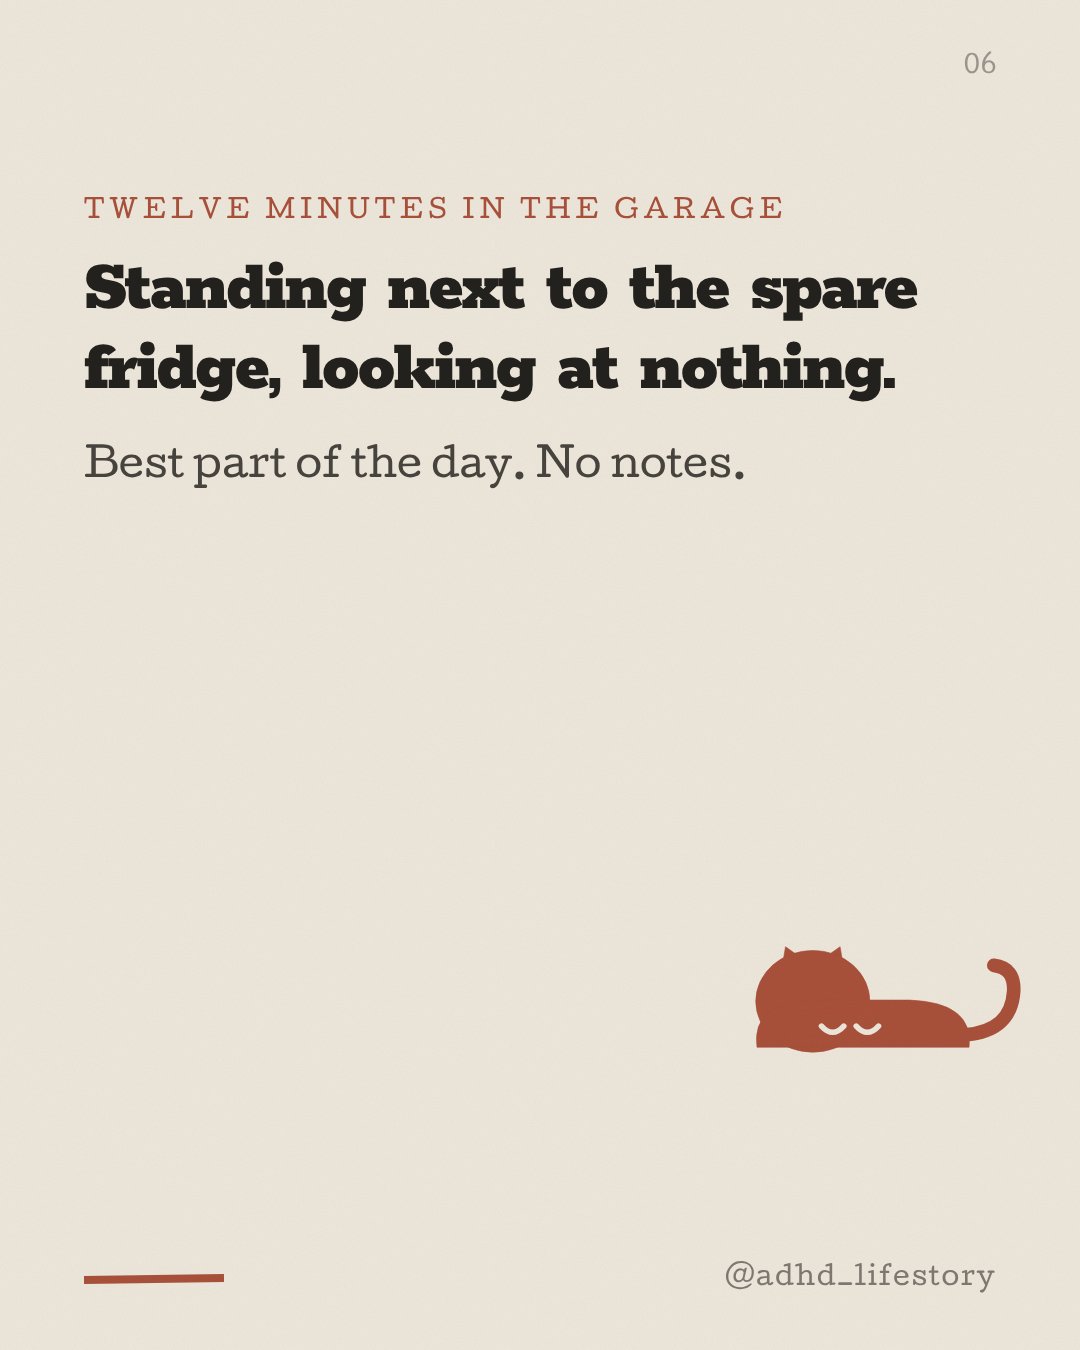 06
TWELVE MINUTES IN THE GARAGE
Standing next to the spare
fridge, looking at nothing.
Best part of the day. No notes.
@adhd_lifestory